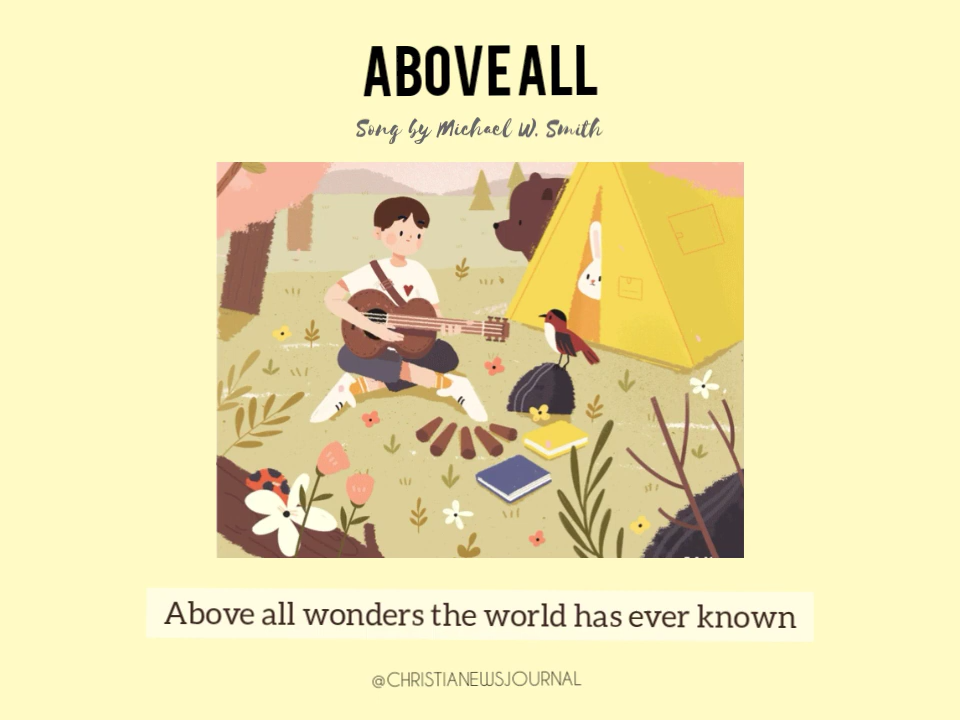 ABOVE ALL
Song by Michael W. Smith
Above all wonders the world has ever known
@CHRISTIANEWSJOURNAL